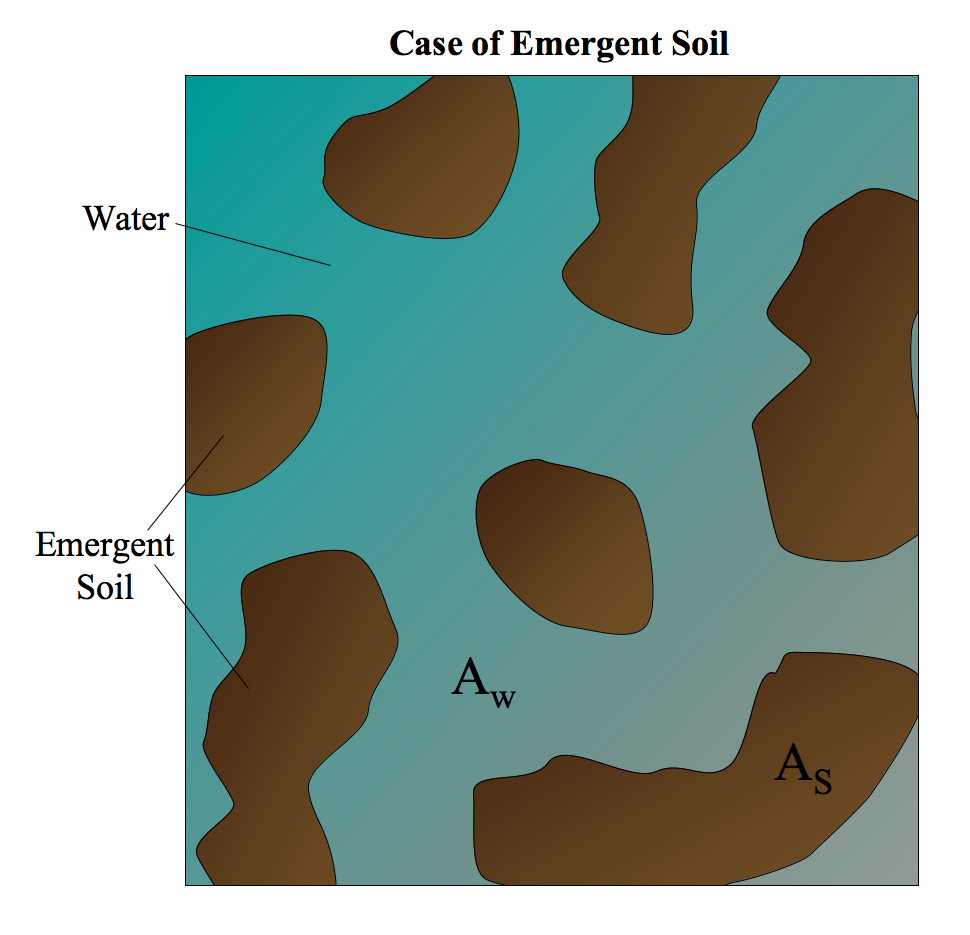 Case of Emergent Soil
Water
Emergent
Soil
Aw
AS